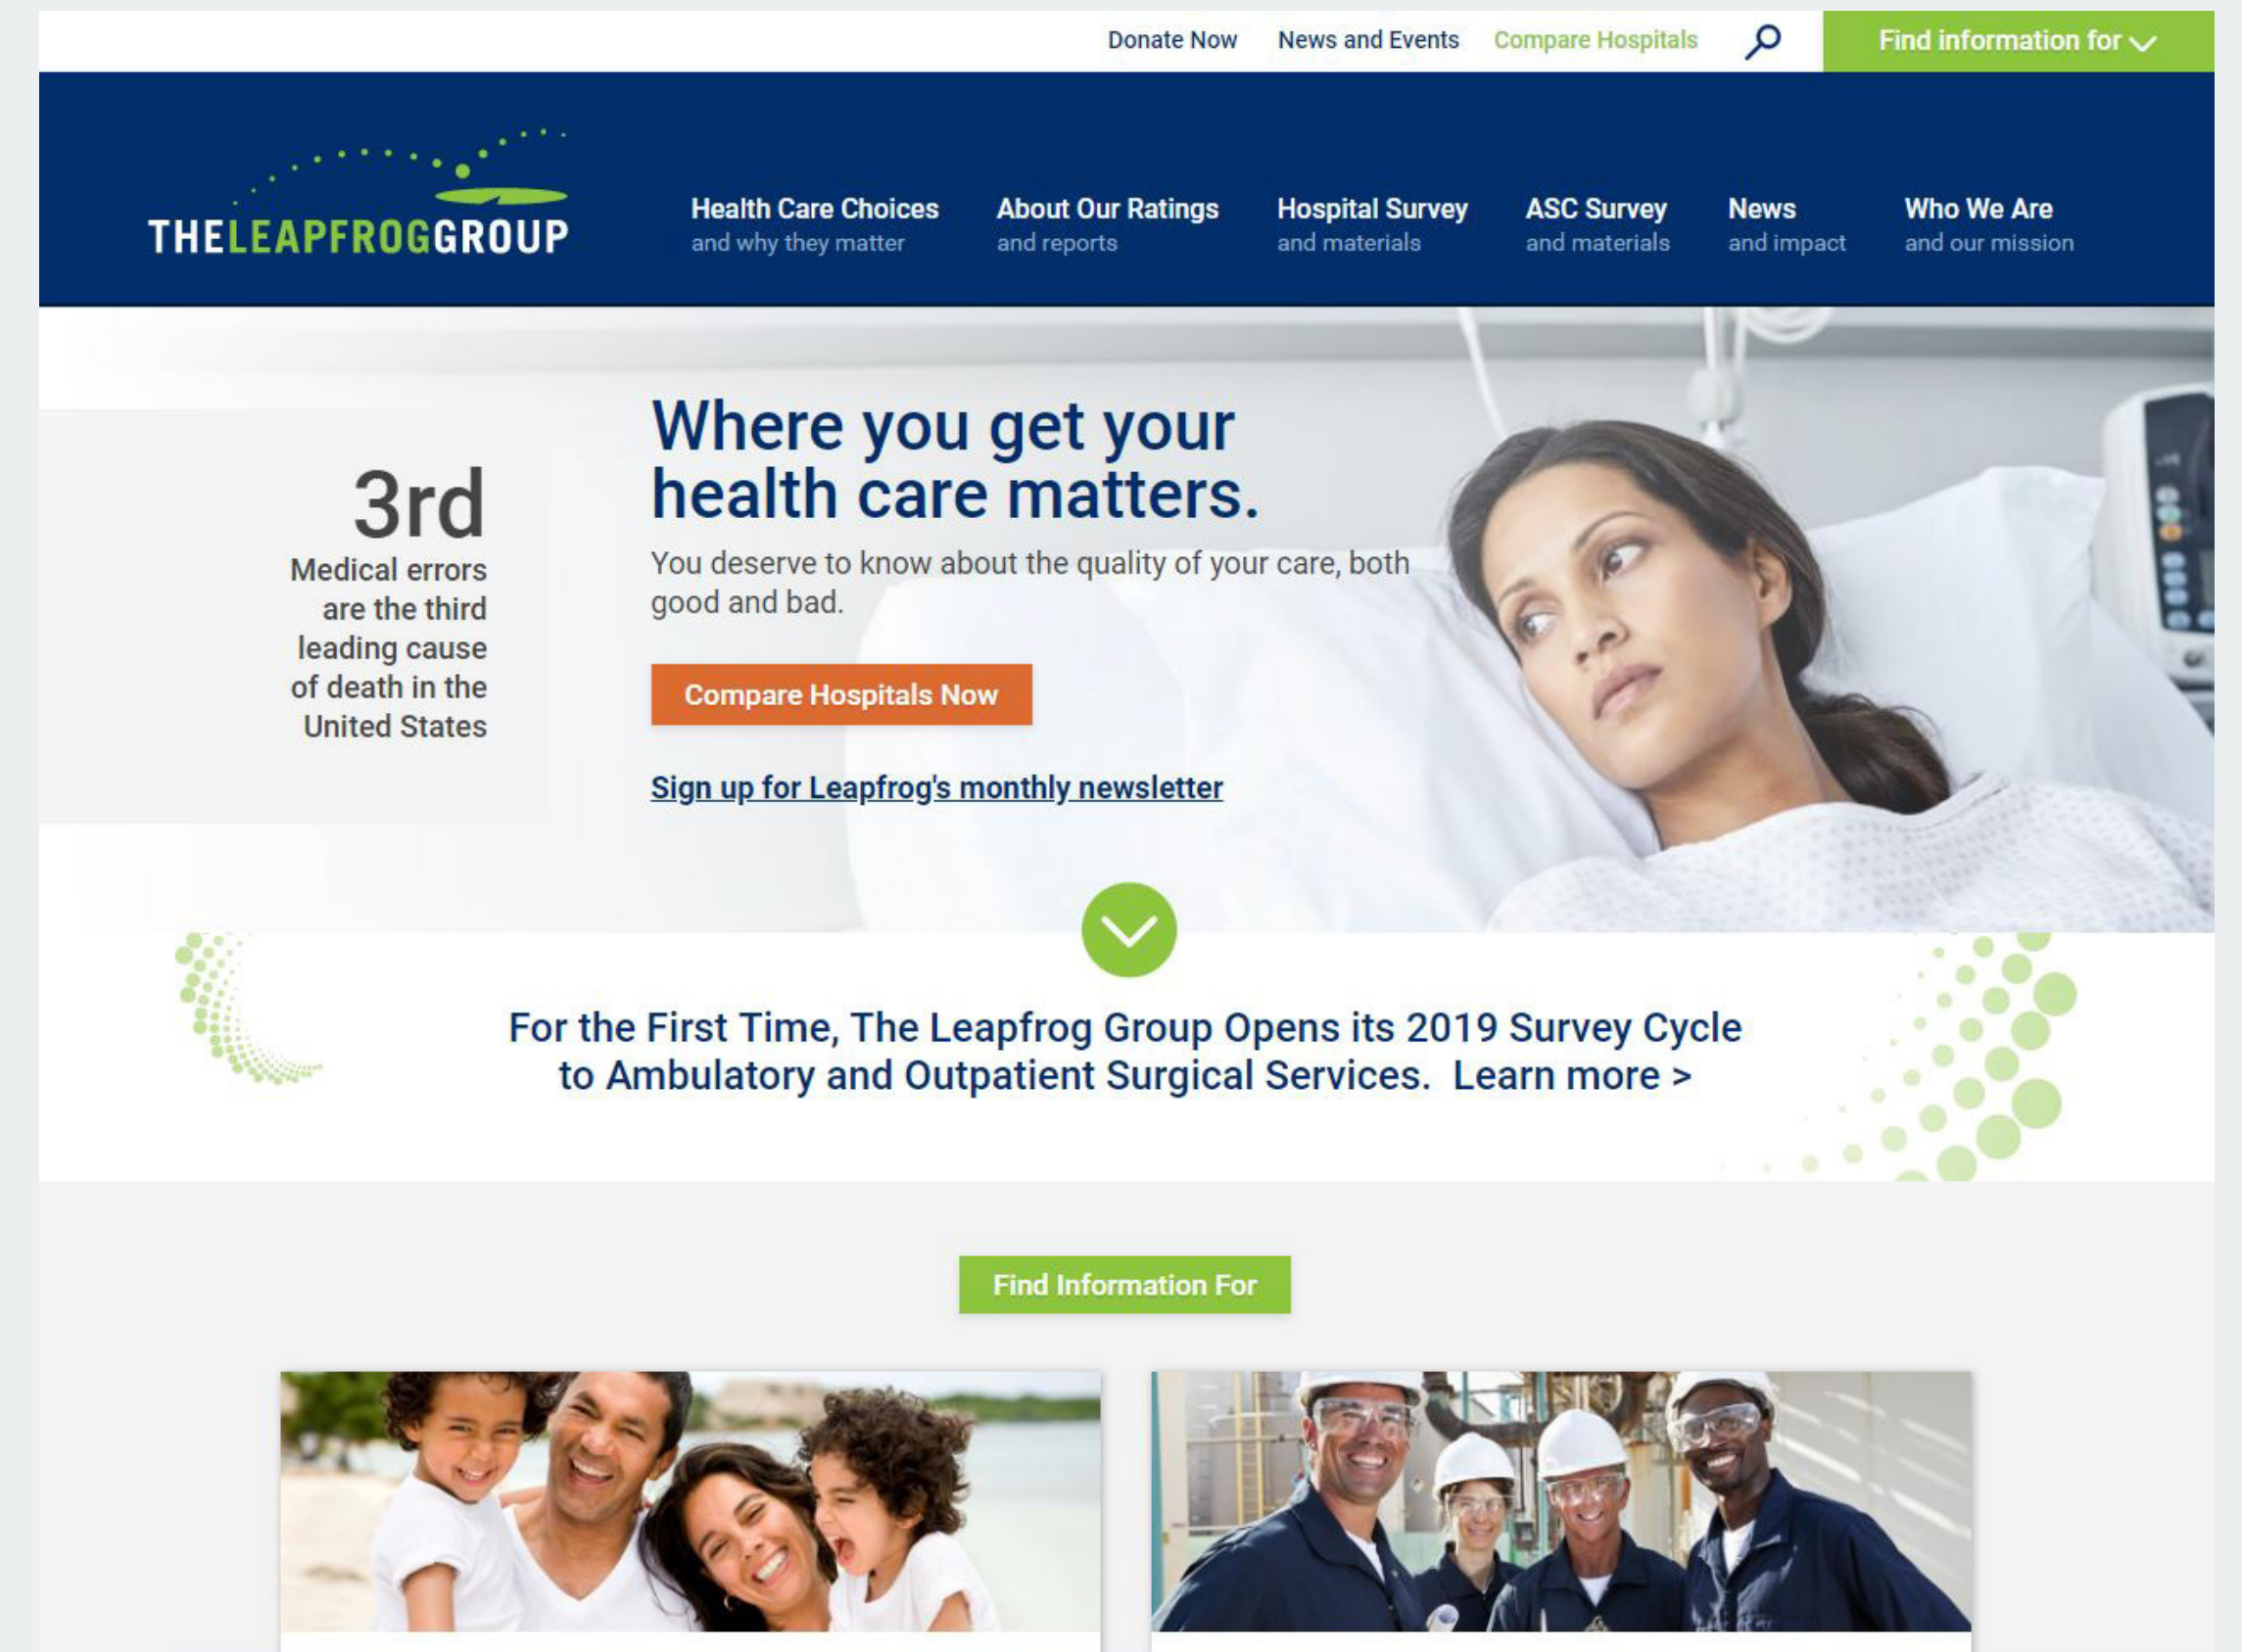 Donate Now
News and Events
Compare Hospitals
Find information for
THELEAPFROGGROUP
Health Care Choices
and why they matter
About Our Ratings
and reports
Hospital Survey
and materials
ASC Survey
and materials
News
and impact
Who We Are
and our mission
3rd
Medical errors
are the third
leading cause
of death in the
United States
Where you get your
health care matters.
You deserve to know about the quality of your care, both
good and bad.
Compare Hospitals Now
Sign up for Leapfrog's monthly newsletter
For the First Time, The Leapfrog Group Opens its 2019 Survey Cycle
to Ambulatory and Outpatient Surgical Services. Learn more >
Find Information For